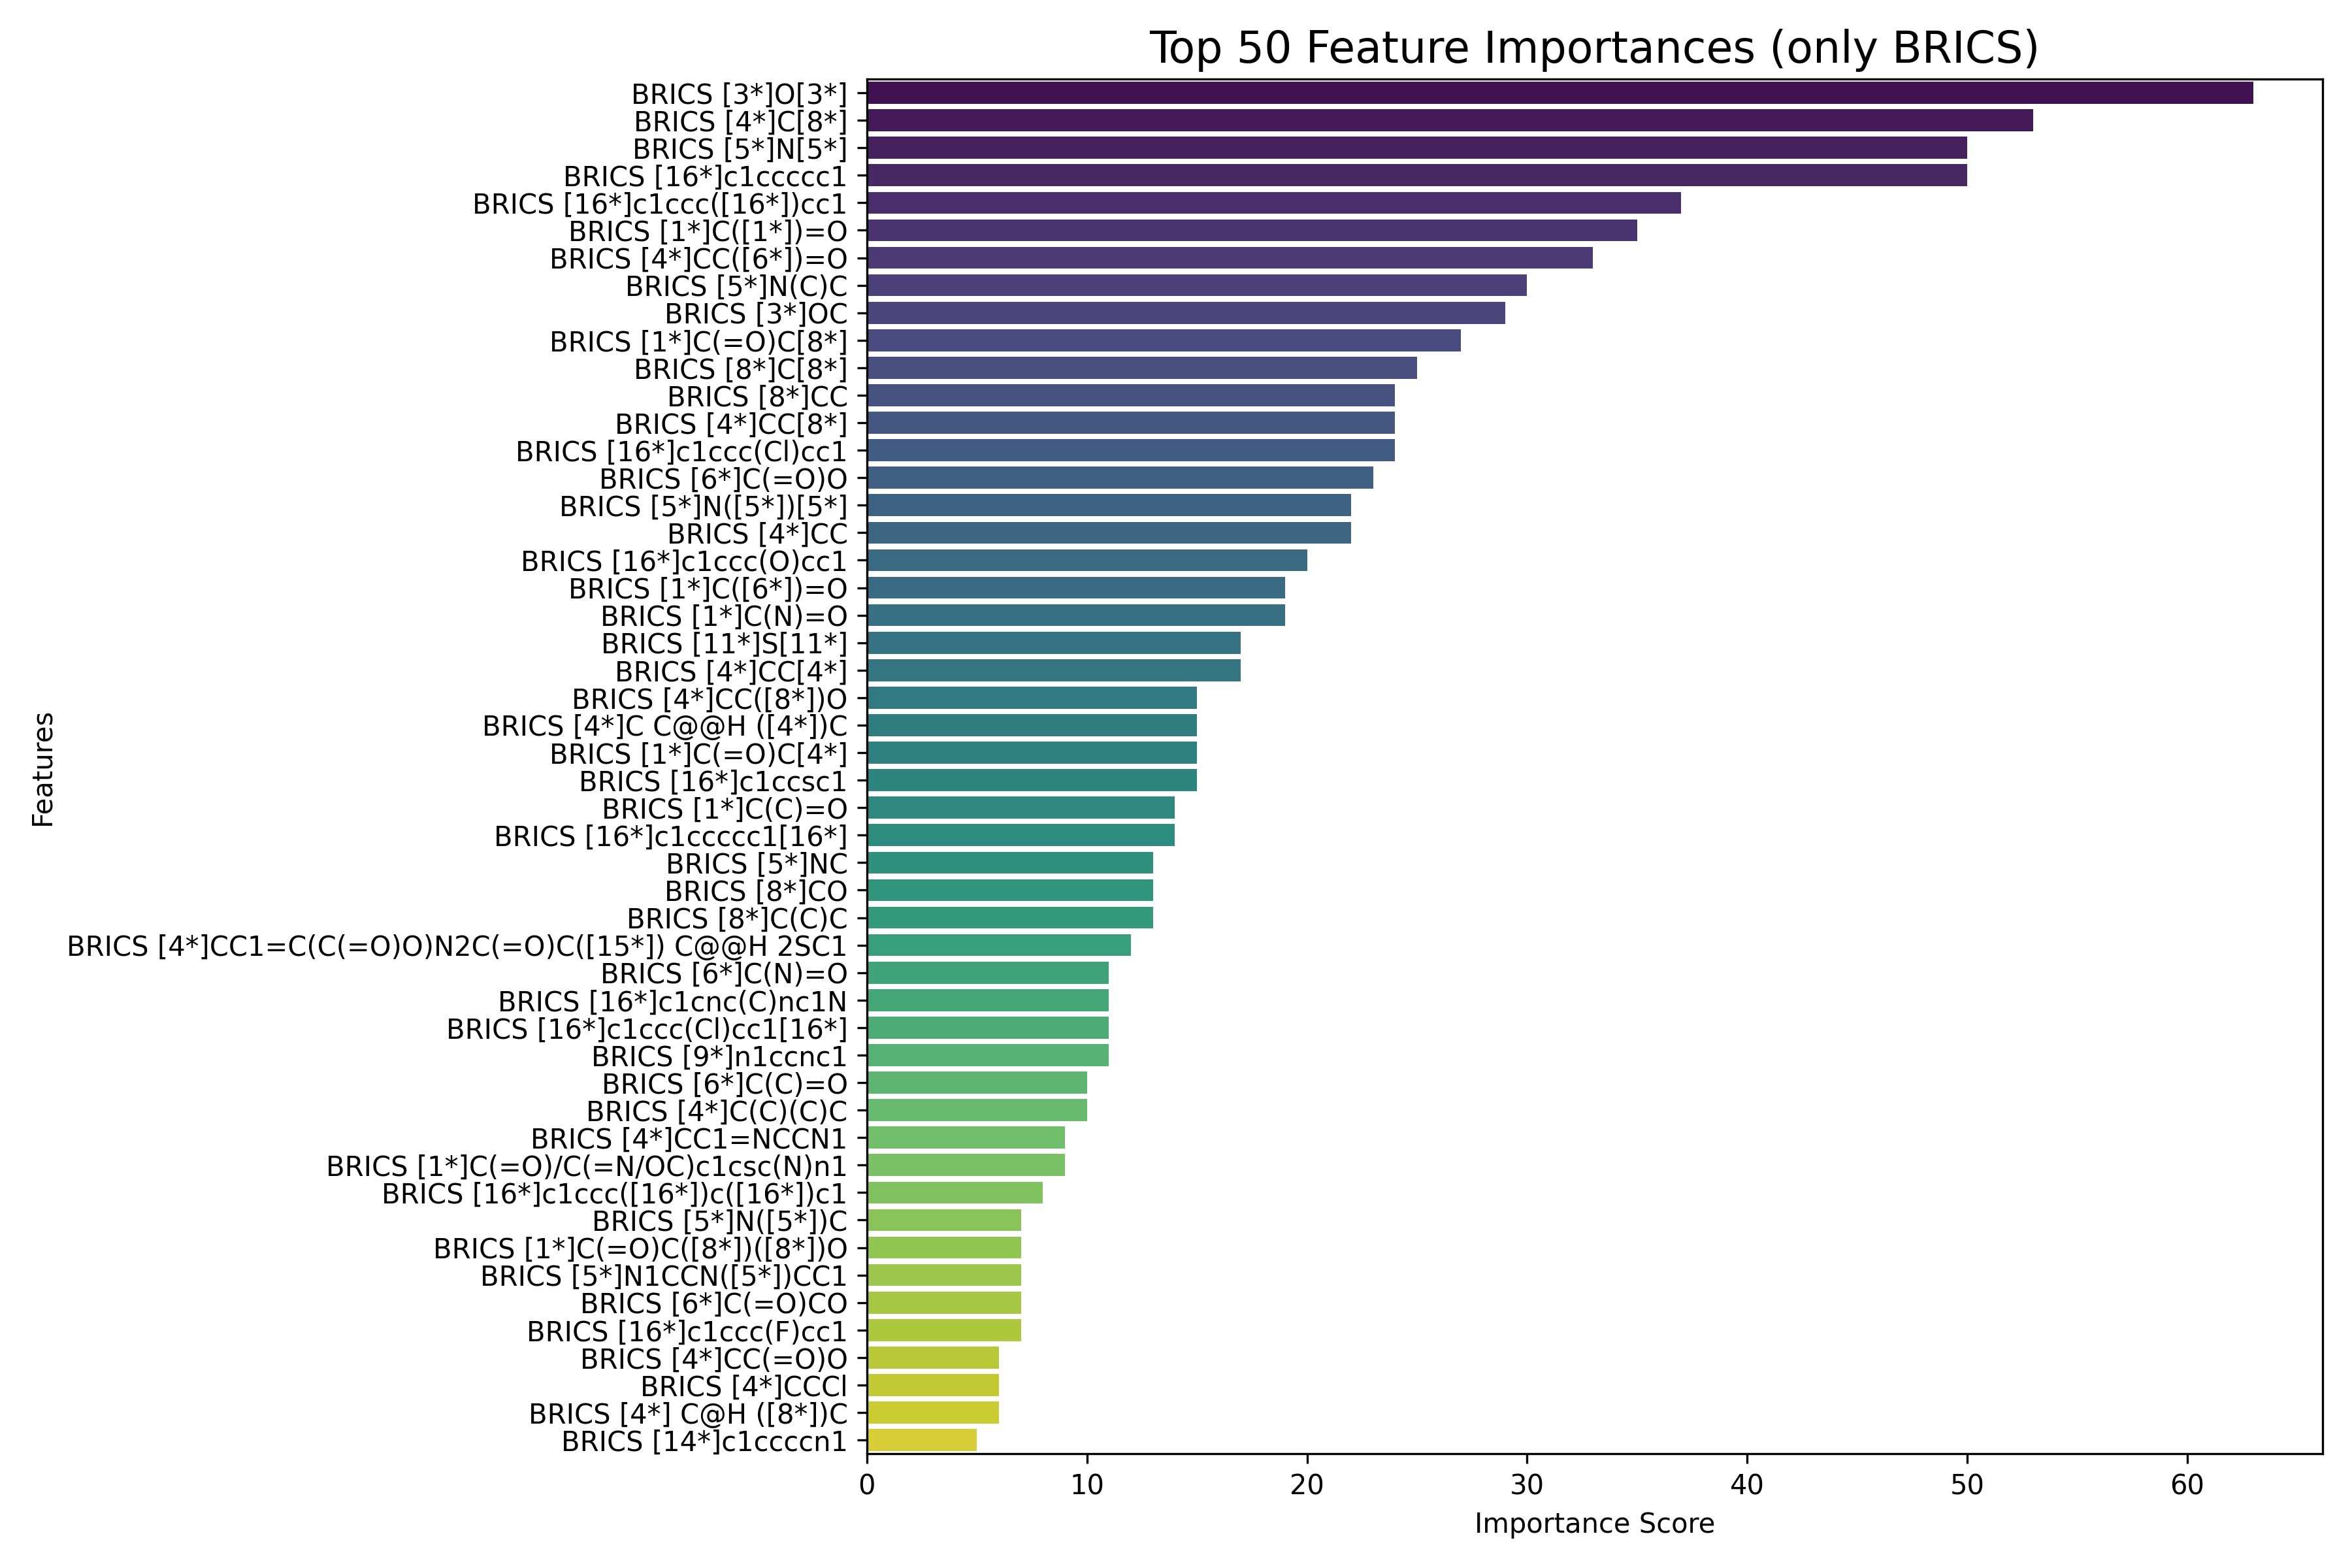 Top 50 Feature Importances (only BRICS)
BRICS [3*]O[3*]
BRICS [4*]C[8*]
BRICS [5*]N[5*]
BRICS [16*]c1ccccc1
BRICS [16*]c1ccc([16*])cc1
BRICS [1*]C([1*])=O
BRICS [4*]CC([6*])=O
BRICS [5*]N(C)C
BRICS [3*]OC
BRICS [1*]C(=O)C[8*]
BRICS [8*]C[8*]
BRICS [8*]CC
BRICS [4*]CC[8*]
BRICS [16*]c1ccc(Cl)cc1
BRICS [6*]C(=O)O
BRICS [5*]N([5*])[5*]
BRICS [4*]CC
BRICS [16*]c1ccc(O)cc1
BRICS [1*]C([6*])=O
BRICS [1*]C(N)=O
BRICS [11*]S[11*]
BRICS [4*]CC[4*]
BRICS [4*]CC([8*])O
BRICS [4*]C C@@H ([4*])C
BRICS [1*]C(=O)C[4*]
BRICS [16*]c1ccsc1
BRICS [1*]C(C)=O
BRICS [16*]c1ccccc1[16*]
BRICS [5*]NC
BRICS [8*]CO
BRICS [8*]C(C)C
BRICS [4*]CC1=C(C(=O)O)N2C(=O)C([15*]) C@@H 2SC1
BRICS [6*]C(N)=O
BRICS [16*]c1cnc(C)nc1N
BRICS [16*]c1ccc(Cl)cc1[16*]
BRICS [9*]n1ccnc1
BRICS [6*]C(C)=O
BRICS [4*]C(C)(C)C
BRICS [4*]CC1=NCCN1
BRICS [1*]C(=O)/C(=N/OC)c1csc(N)n1
BRICS [16*]c1ccc([16*])c([16*])c1
BRICS [5*]N([5*])C
BRICS [1*]C(=O)C([8*])([8*])O
BRICS [5*]N1CCN([5*])CC1
BRICS [6*]C(=O)CO
BRICS [16*]c1ccc(F)cc1
BRICS [4*]CC(=O)O
BRICS [4*]CCCl
BRICS [4*] C@H ([8*])C
BRICS [14*]c1ccccn1
Features
0 10 20 30 40 50 60
Importance Score